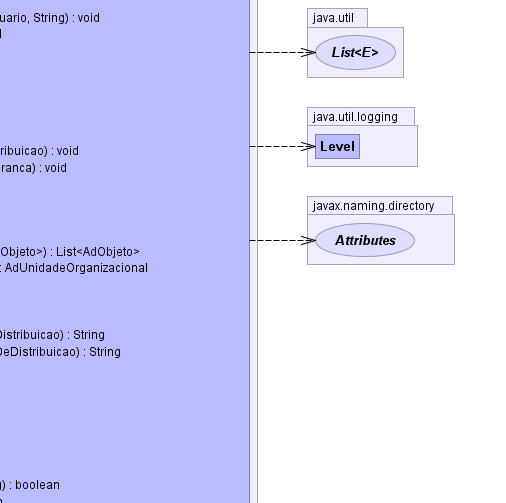 uario, String) : void
ribuicao) : void
ranca) : void
Objeto>) : List<AdObjeto>
: AdUnidadeOrganizacional
Distribuicao) : String
DeDistribuicao) : String
) : boolean
java.util
List<E>
java.util.logging
Level
javax.naming.directory
Attributes